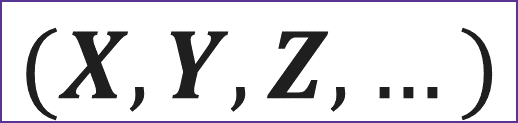 (X, Y, Z, ...)